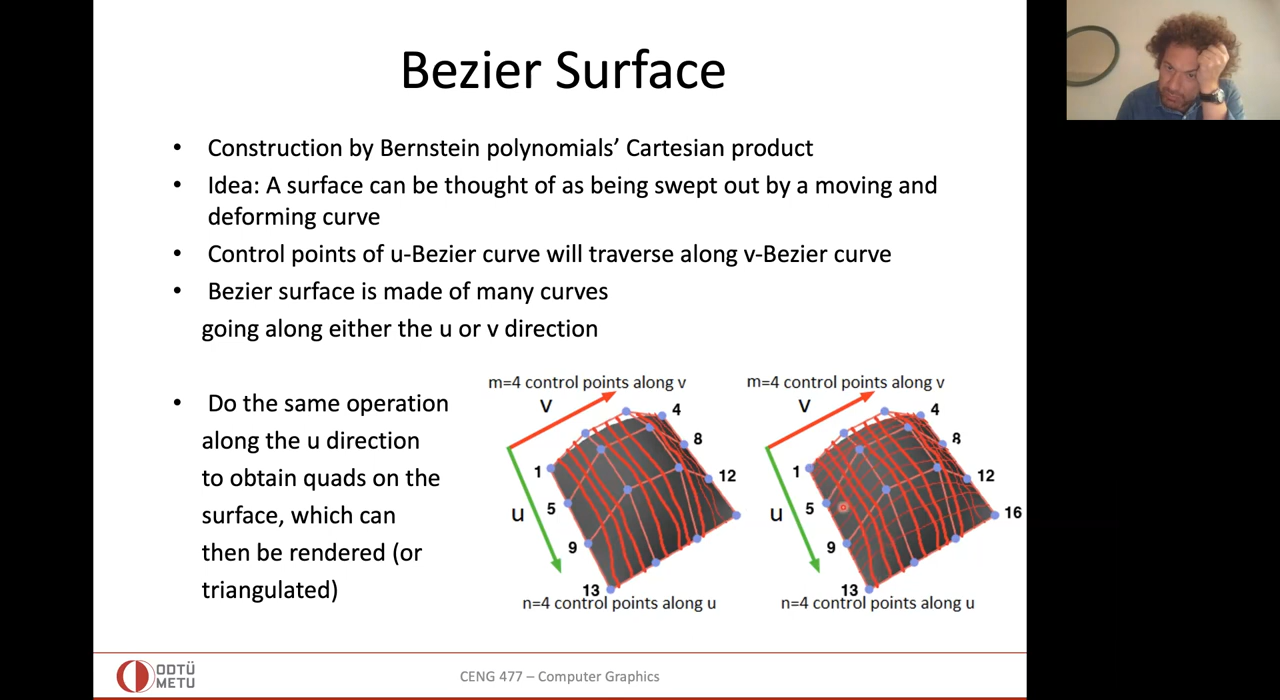 Bezier Surface
• Construction by Bernstein polynomials’ Cartesian product
• Idea: A surface can be thought of as being swept out by a moving and
deforming curve
• Control points of u-Bezier curve will traverse along v-Bezier curve
• Bezier surface is made of many curves
going along either the u or v direction
• Do the same operation
along the u direction
to obtain quads on the
surface, which can
then be rendered (or
triangulated)
m=4 control points along v
v
4
8
1
12
5
u
9
13
n=4 control points along u
m=4 control points along v
v
4
8
1
12
5
u
16
9
13
n=4 control points along u
ODTÜ
METU
CENG 477 – Computer Graphics